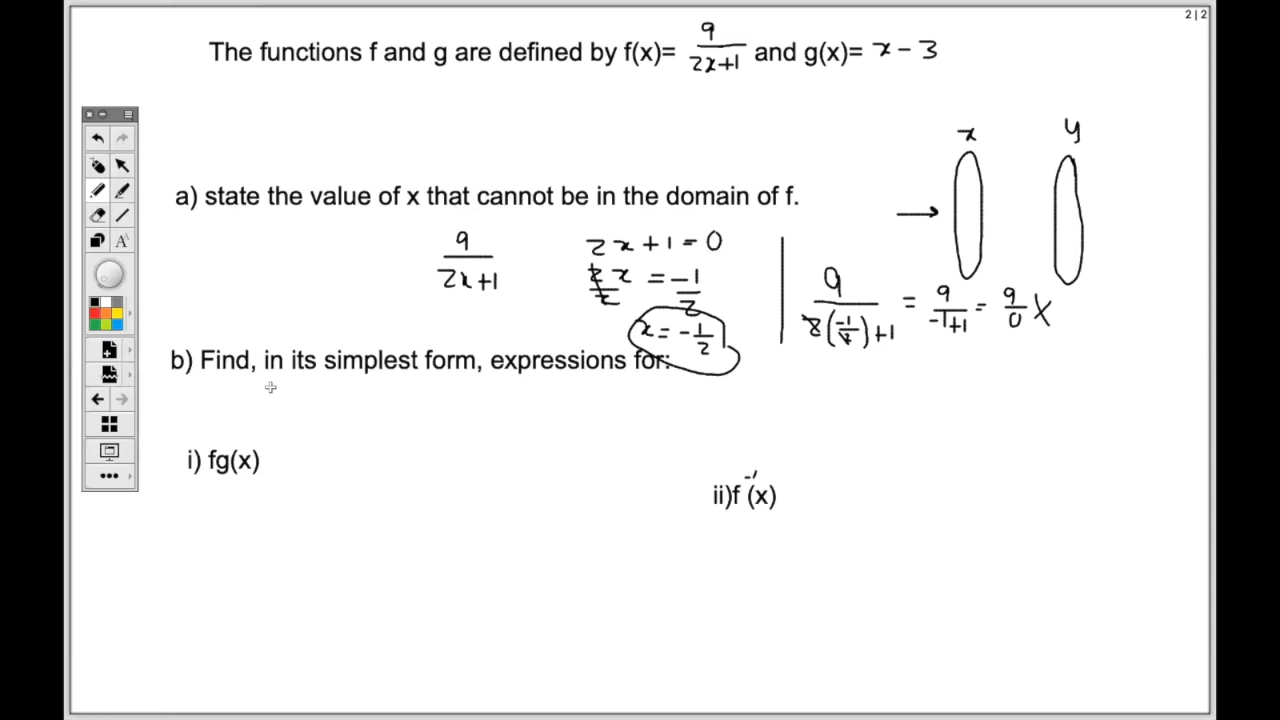 2|2
The functions f and g are defined by f(x)= 9/(2x+1) and g(x)= x - 3
x y
a) state the value of x that cannot be in the domain of f.
9/(2x+1)
2x+1=0
2x/2 = -1/2
x = -1/2
9/(2(-1/2)+1) = 9/(-1+1) = 9/0 X
b) Find, in its simplest form, expressions for:
i) fg(x)
ii)f⁻¹(x)